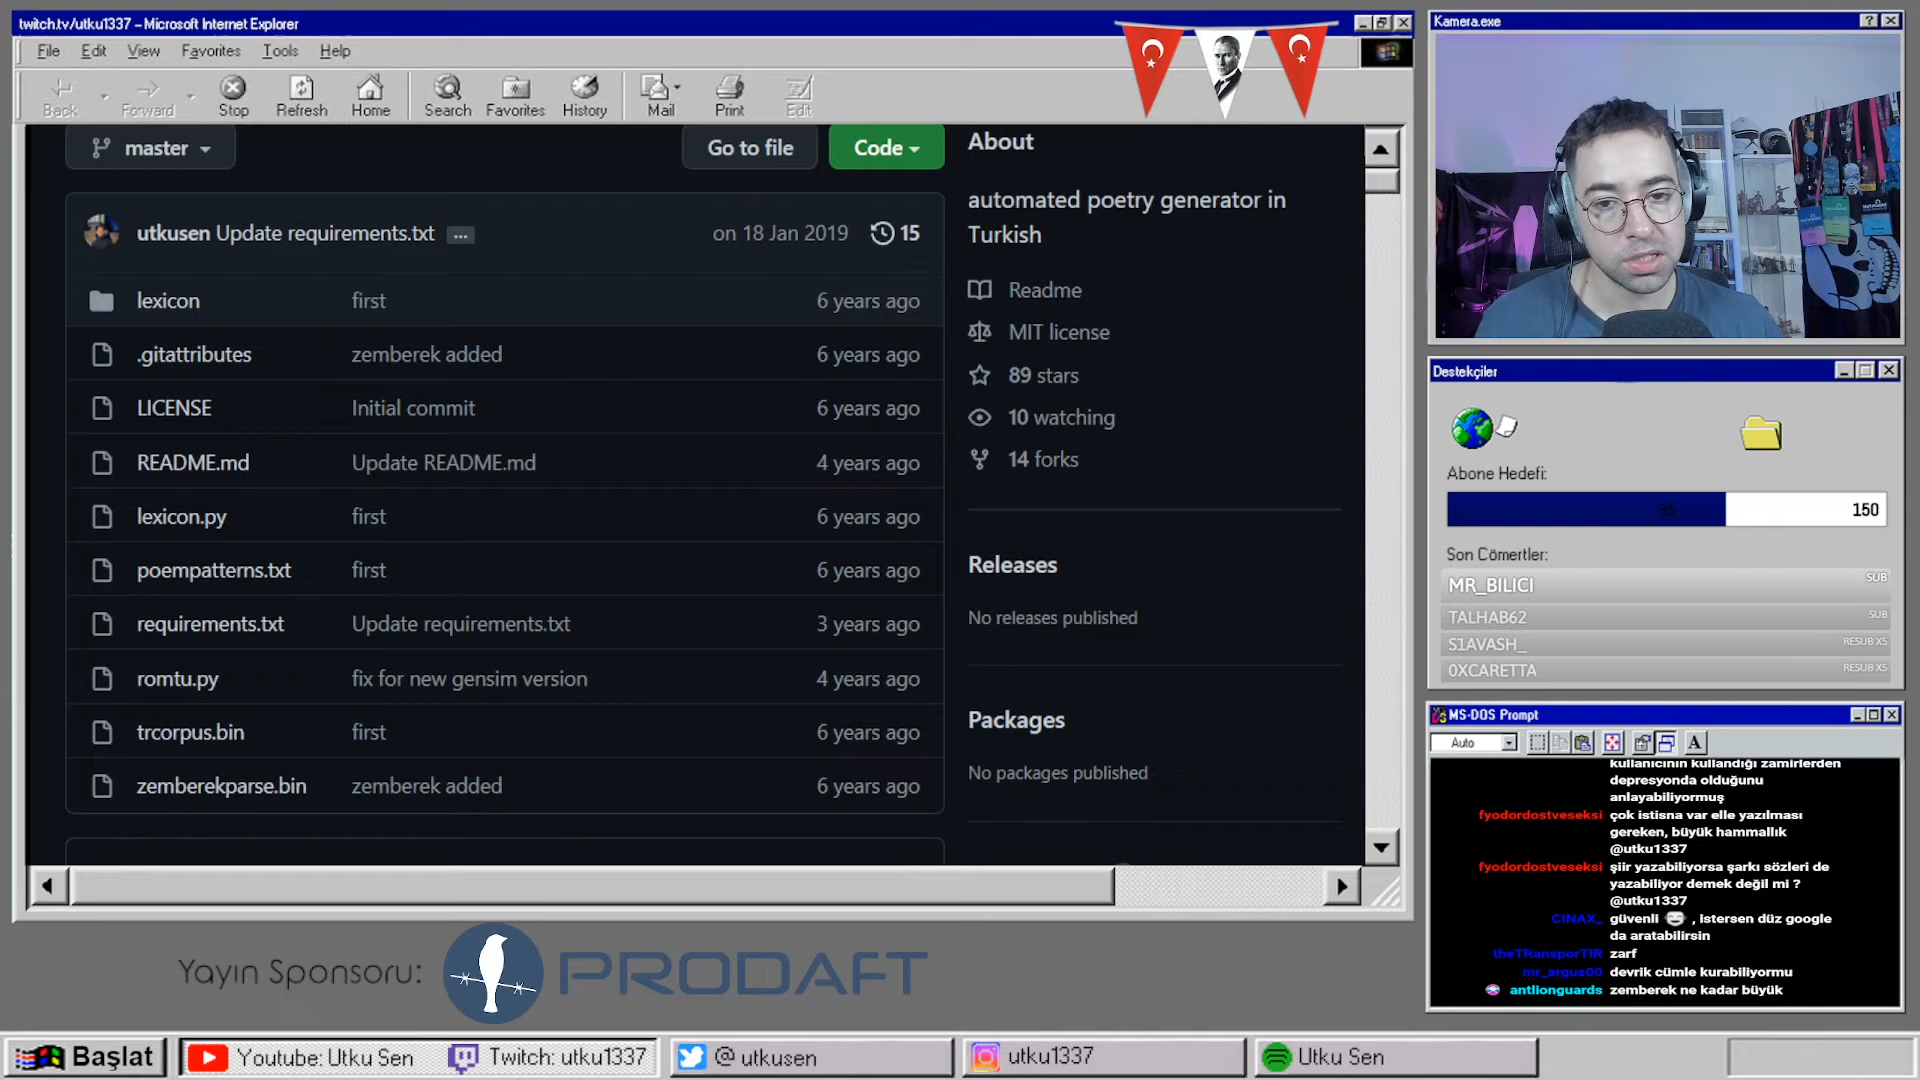 twitch.tv/utku1337 – Microsoft Internet Explorer
File Edit View Favorites Tools Help
Back Forward Stop Refresh Home Search Favorites History Mail Print Edit
master Go to file Code
utkusen Update requirements.txt ... on 18 Jan 2019 15
lexicon first 6 years ago
.gitattributes zemberek added 6 years ago
LICENSE Initial commit 6 years ago
README.md Update README.md 4 years ago
lexicon.py first 6 years ago
poempatterns.txt first 6 years ago
requirements.txt Update requirements.txt 3 years ago
romtu.py fix for new gensim version 4 years ago
trcorpus.bin first 6 years ago
zemberekparse.bin zemberek added 6 years ago
About
automated poetry generator in
Turkish
Readme
MIT license
89 stars
10 watching
14 forks
Releases
No releases published
Packages
No packages published
Kamera.exe
Destekçiler
Abone Hedefi:
95 150
Son Cömertler:
MR_BILICI SUB
TALHAB62 SUB
S1AVASH_ RESUB X5
0XCARETTA RESUB X5
MS-DOS Prompt
Auto A
kullanıcının kullandığı zamirlerden
depresyonda olduğunu
anlayabiliyormuş
fyodordostveseksi çok istisna var elle yazılması
gereken, büyük hammallık
@utku1337
fyodordostveseksi şiir yazabiliyorsa şarkı sözleri de
yazabiliyor demek değil mi ?
@utku1337
CINAX_ güvenli , istersen düz google
da aratabilirsin
theTRansporTIR zarf
mr_argus00 devrik cümle kurabiliyormu
antlionguards zemberek ne kadar büyük
Yayın Sponsoru: PRODAFT
Başlat Youtube: Utku Sen Twitch: utku1337 @utkusen utku1337 Utku Sen